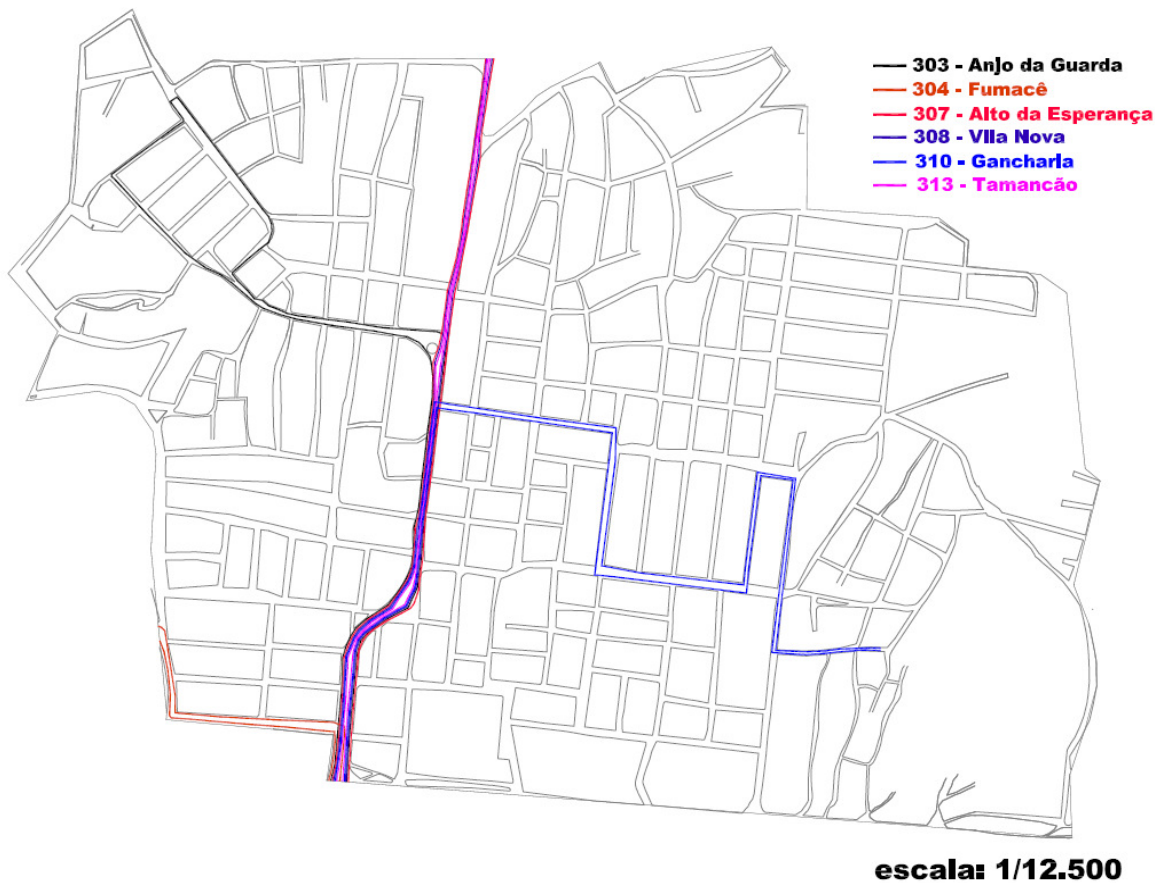 303 - Anjo da Guarda
304 - Fumacê
307 - Alto da Esperança
308 - Vila Nova
310 - Gancharia
313 - Tamancão
escala: 1/12.500